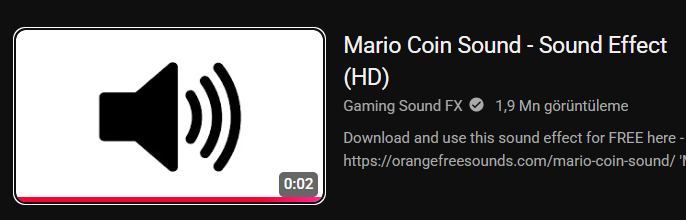 Mario Coin Sound - Sound Effect
(HD)
Gaming Sound FX 1,9 Mn görüntüleme
Download and use this sound effect for FREE here -
https://orangefreesounds.com/mario-coin-sound/
0:02